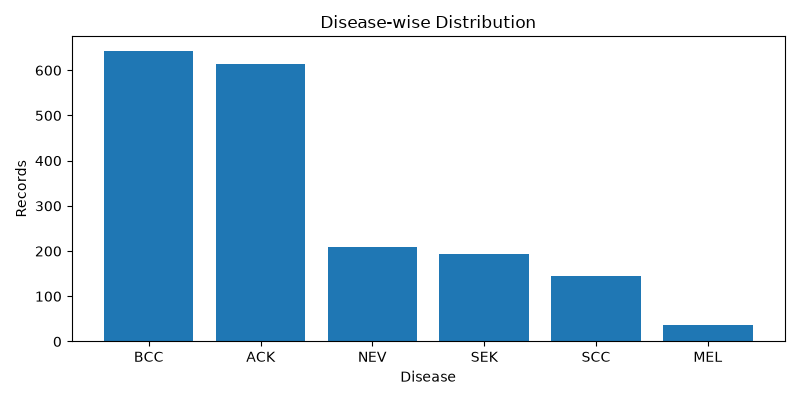 Disease-wise Distribution
600
500
400
300
200
100
0
Records
BCC ACK NEV SEK SCC MEL
Disease